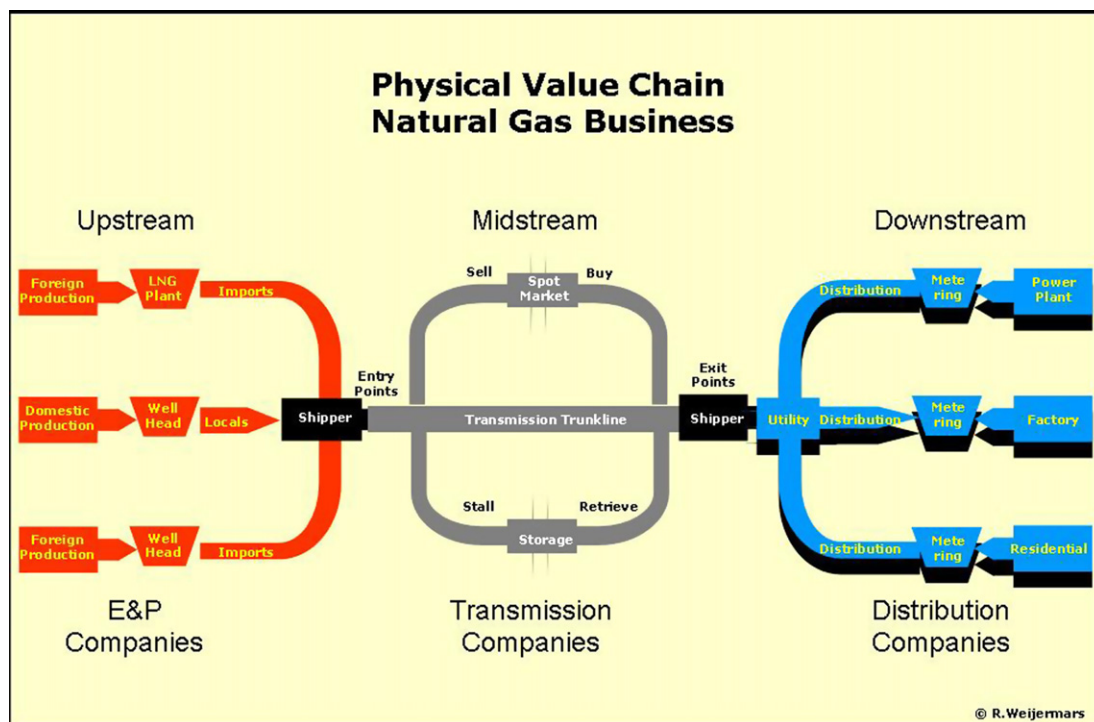 Physical Value Chain
Natural Gas Business
Upstream
Midstream
Downstream
Foreign
Production
LNG
Plant
Imports
Sell
Spot
Market
Buy
Distribution
Mete
ring
Power
Plant
Domestic
Production
Well
Head
Locals
Shipper
Entry
Points
Transmission Trunkline
Exit
Points
Shipper
Utility
Distribution
Mete
ring
Factory
Foreign
Production
Well
Head
Imports
Stall
Storage
Retrieve
Distribution
Mete
ring
Residential
E&P
Companies
Transmission
Companies
Distribution
Companies
© R.Weijermars